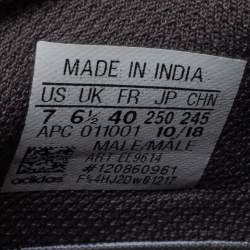 MADE IN INDIA
US UK FR JP CHN
7 6½ 40 250 245
APC 011001 10/18
MALE/MALE
ART EE9614
#120860961
adidas